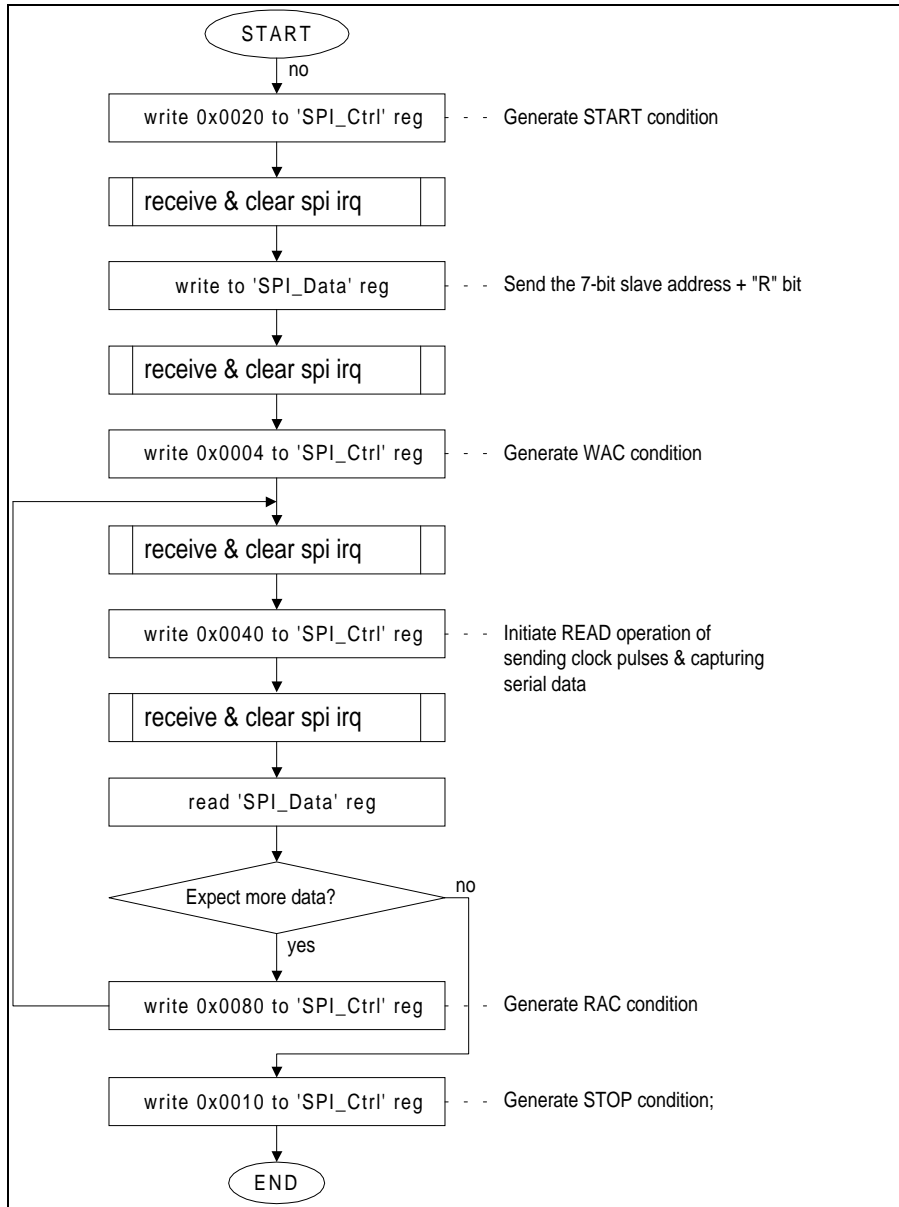 START
no
write 0x0020 to 'SPI_Ctrl' reg - - - Generate START condition
receive & clear spi irq
write to 'SPI_Data' reg - - - Send the 7-bit slave address + "R" bit
receive & clear spi irq
write 0x0004 to 'SPI_Ctrl' reg - - - Generate WAC condition
receive & clear spi irq
write 0x0040 to 'SPI_Ctrl' reg - - - Initiate READ operation of
sending clock pulses & capturing
serial data
receive & clear spi irq
read 'SPI_Data' reg
Expect more data?
no
yes
write 0x0080 to 'SPI_Ctrl' reg - - - Generate RAC condition
write 0x0010 to 'SPI_Ctrl' reg - - - Generate STOP condition;
END